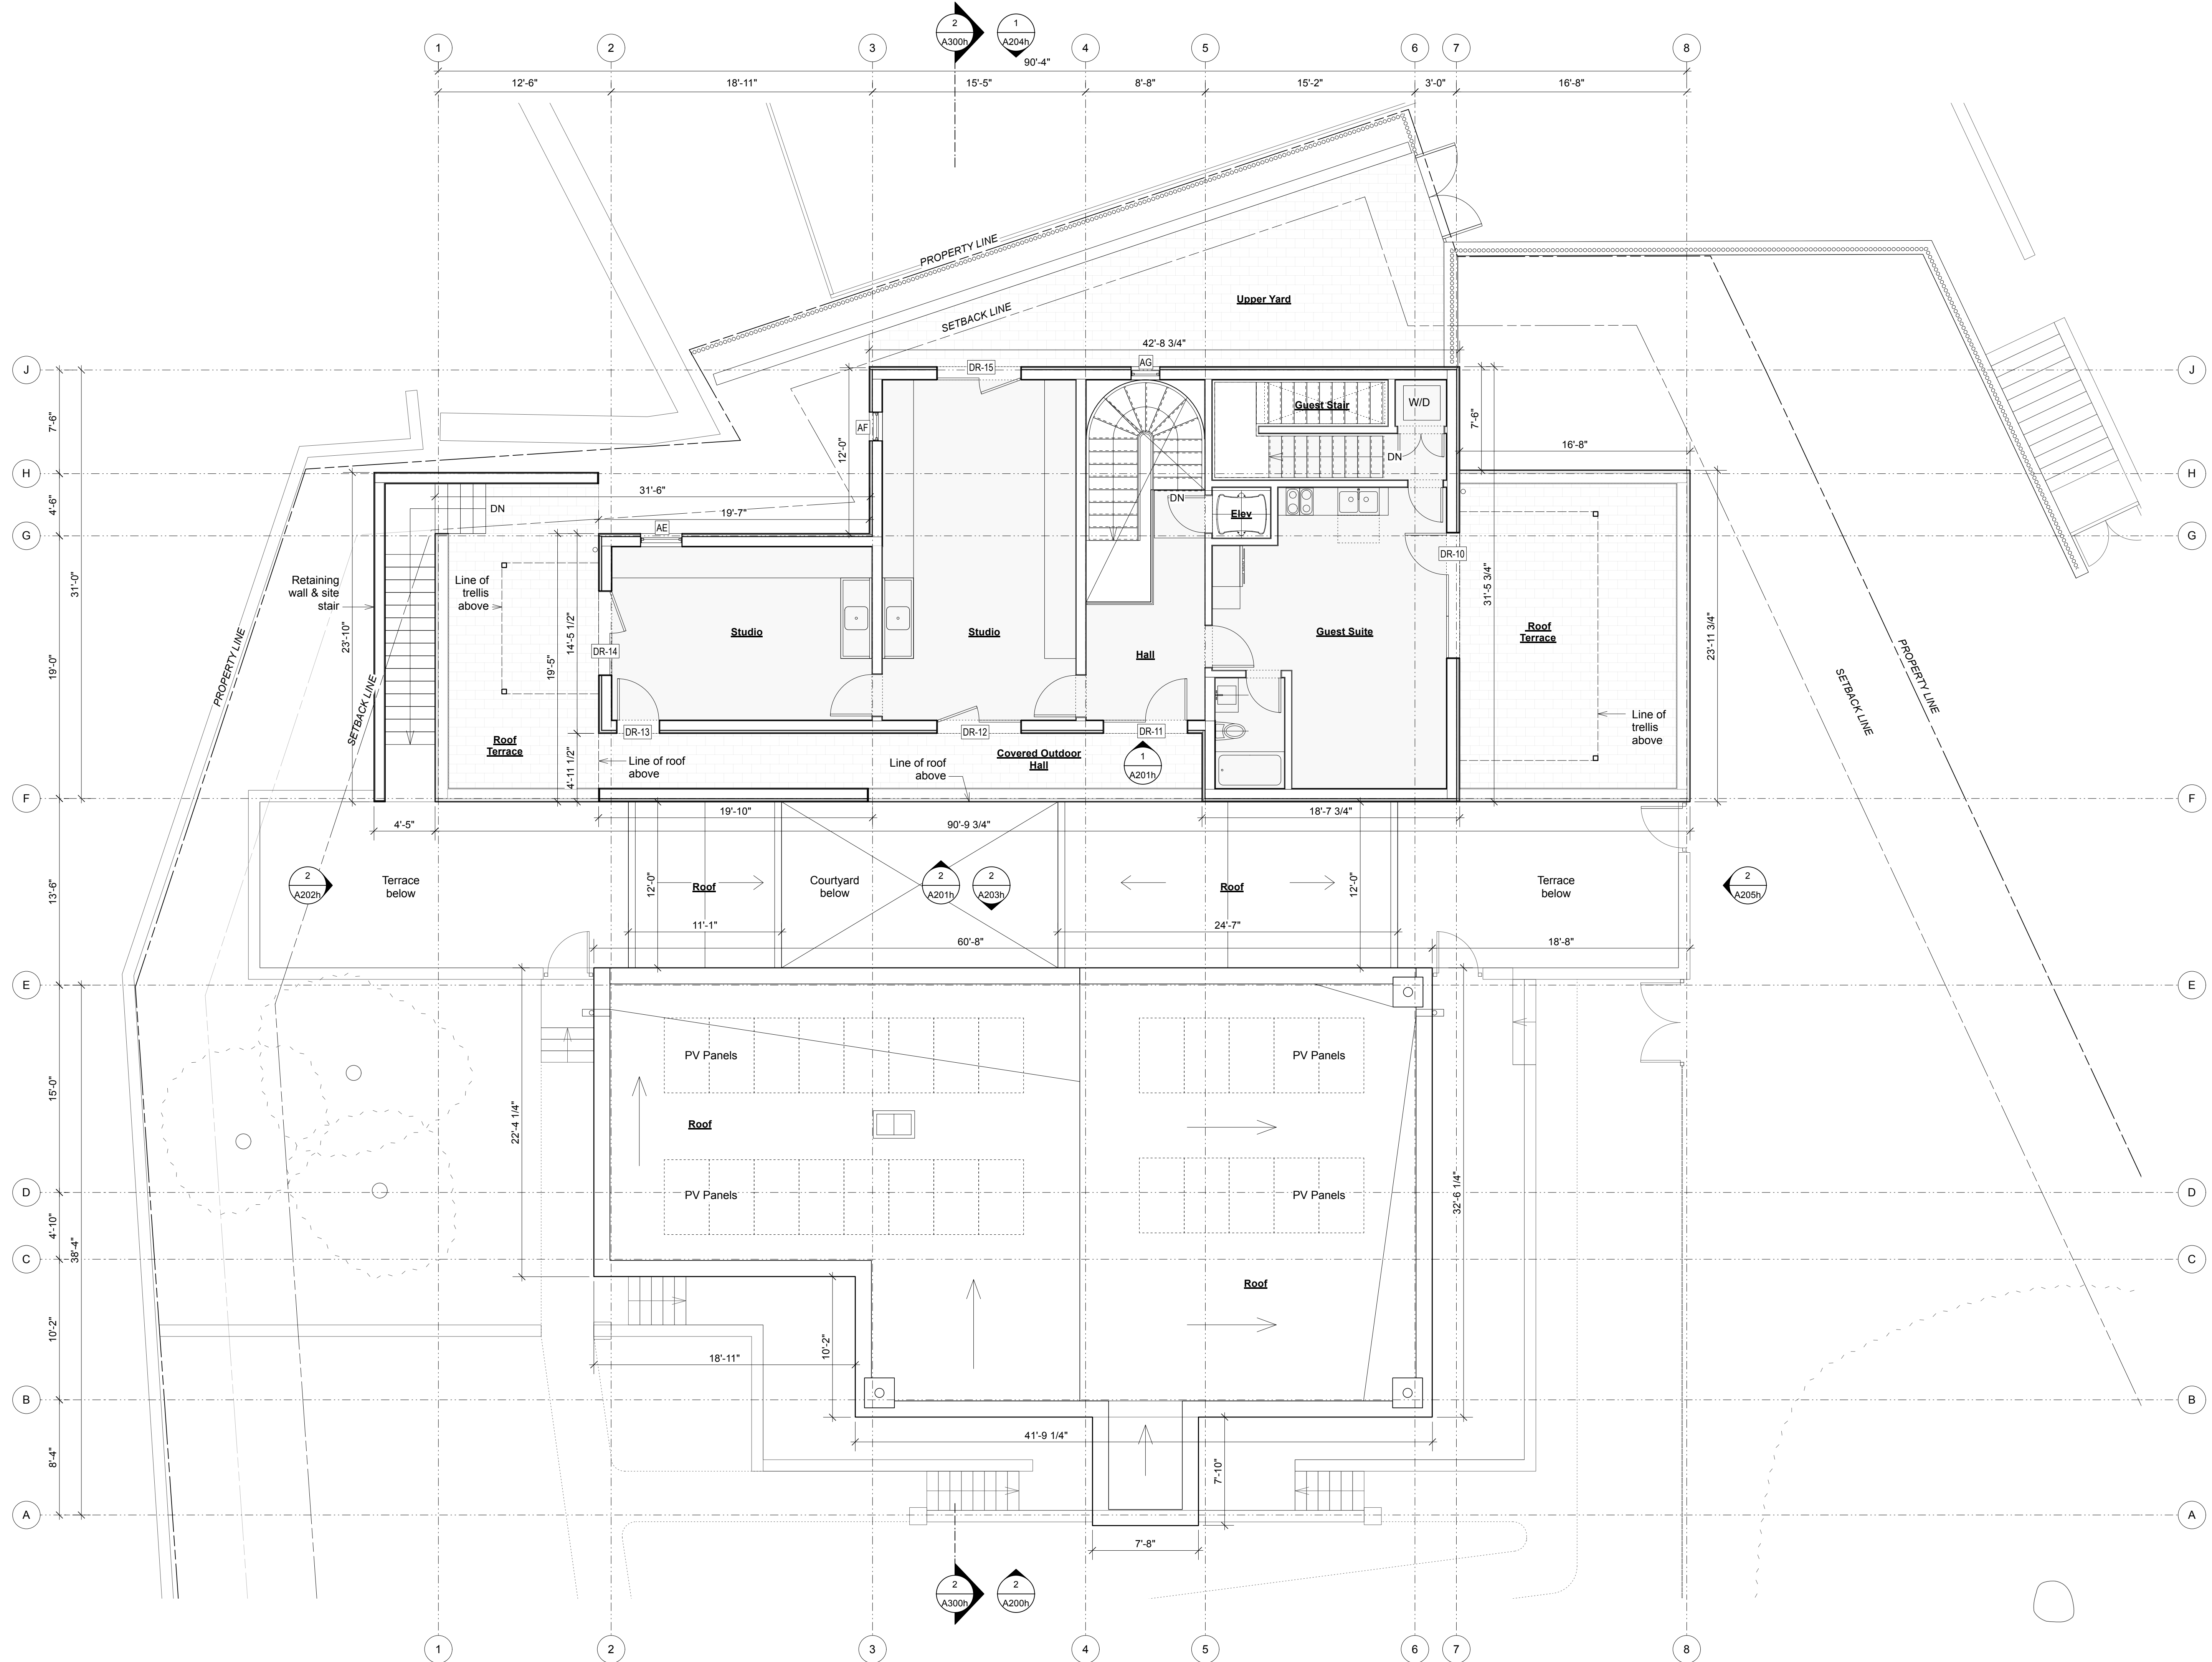 2
A300h
1
A204h
1
2
3
4
5
6
7
8
90'-4"
12'-6"
18'-11"
15'-5"
8'-8"
15'-2"
3'-0"
16'-8"
PROPERTY LINE
SETBACK LINE
Upper Yard
42'-8 3/4"
J
DR-15
AG
J
7'-6"
AF
12'-0"
Guest Stair
W/D
7'-6"
16'-8"
DN
H
H
4'-6"
31'-6"
DN
19'-7"
DN
Elev
AE
G
G
DR-10
31'-0"
Retaining
wall & site
stair
Line of
trellis
above
23'-10"
14'-5 1/2"
19'-5"
31'-5 3/4"
23'-11 3/4"
Studio
Studio
Guest Suite
Roof
Terrace
Hall
DR-14
19'-0"
PROPERTY LINE
SETBACK LINE
PROPERTY LINE
SETBACK LINE
Roof
Terrace
DR-13
DR-12
DR-11
Line of
trellis
above
Covered Outdoor
Hall
1
A201h
4'-11 1/2"
Line of roof
above
Line of roof
above
F
F
19'-10"
18'-7 3/4"
4'-5"
90'-9 3/4"
13'-6"
2
A202h
Terrace
below
12'-0"
Roof
Courtyard
below
2
A201h
2
A203h
Roof
12'-0"
Terrace
below
2
A205h
11'-1"
24'-7"
60'-8"
18'-8"
E
E
PV Panels
PV Panels
15'-0"
22'-4 1/4"
Roof
D
PV Panels
PV Panels
D
32'-6 1/4"
4'-10"
38'-4"
C
C
Roof
10'-2"
10'-2"
18'-11"
B
B
41'-9 1/4"
8'-4"
7'-10"
A
A
7'-8"
2
A300h
2
A200h
1
2
3
4
5
6
7
8